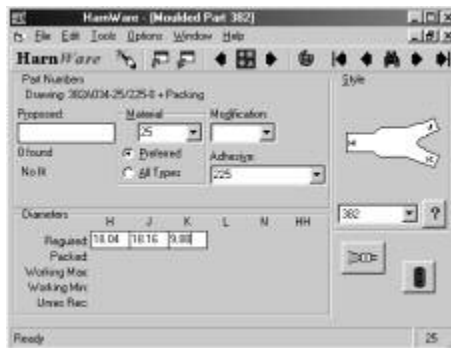 HarnWare - (Moulded Part 382)
File Edit Tools Options Window Help
HarnWare
Part Numbers
Drawing: 382A034-25/225-0 + Packing
Proposed Material Modification
25
0 found Preferred Adhesive
No fit All Types 225
Style
H J K
382 ?
Diameters
H J K L N HH
Required: 18.04 18.16 9.88
Packed:
Working Max:
Working Min:
Unres Rec:
Ready 25